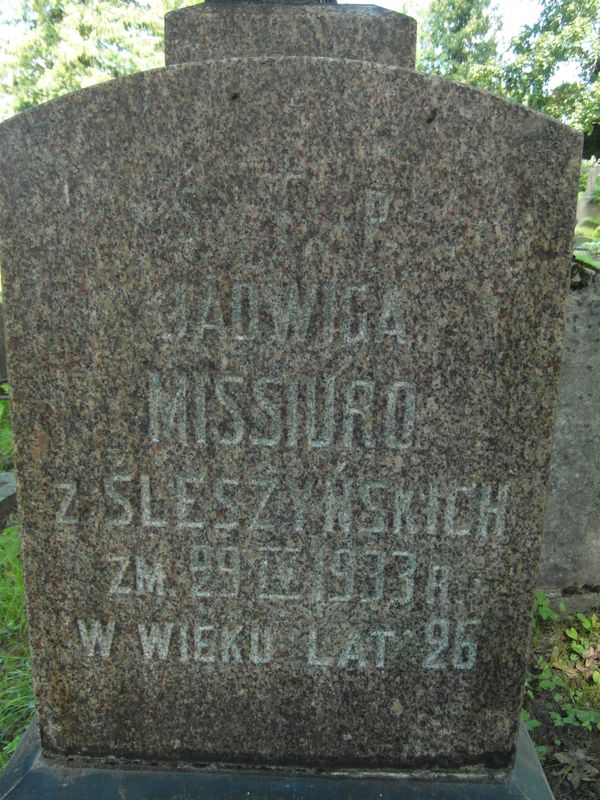 Ś † P
JADWIGA
MISSIURO
Z ŚLESZYŃSKICH
ZM. 29 IV 1933 R.
W WIEKU LAT 26